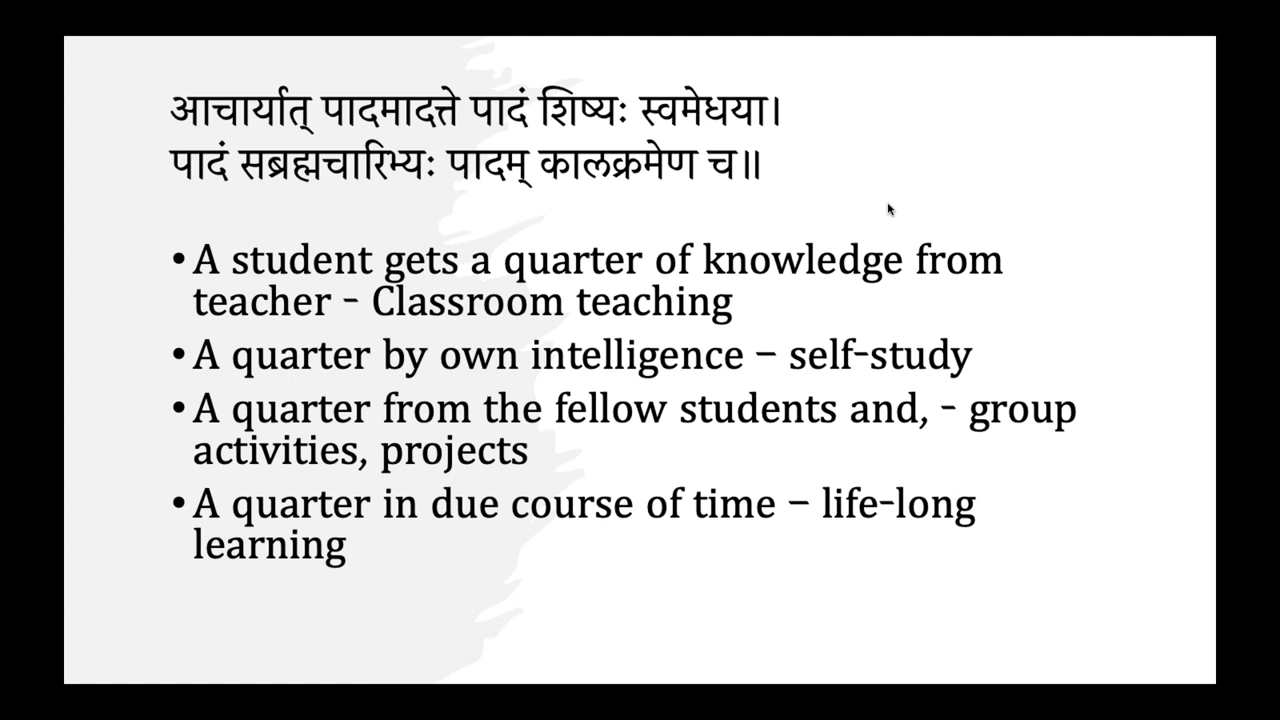 आचार्यात् पादमादत्ते पादं शिष्यः स्वमेधया।
पादं सब्रह्मचारिभ्यः पादम् कालक्रमेण च॥
•A student gets a quarter of knowledge from
teacher - Classroom teaching
•A quarter by own intelligence – self-study
•A quarter from the fellow students and, - group
activities, projects
•A quarter in due course of time – life-long
learning